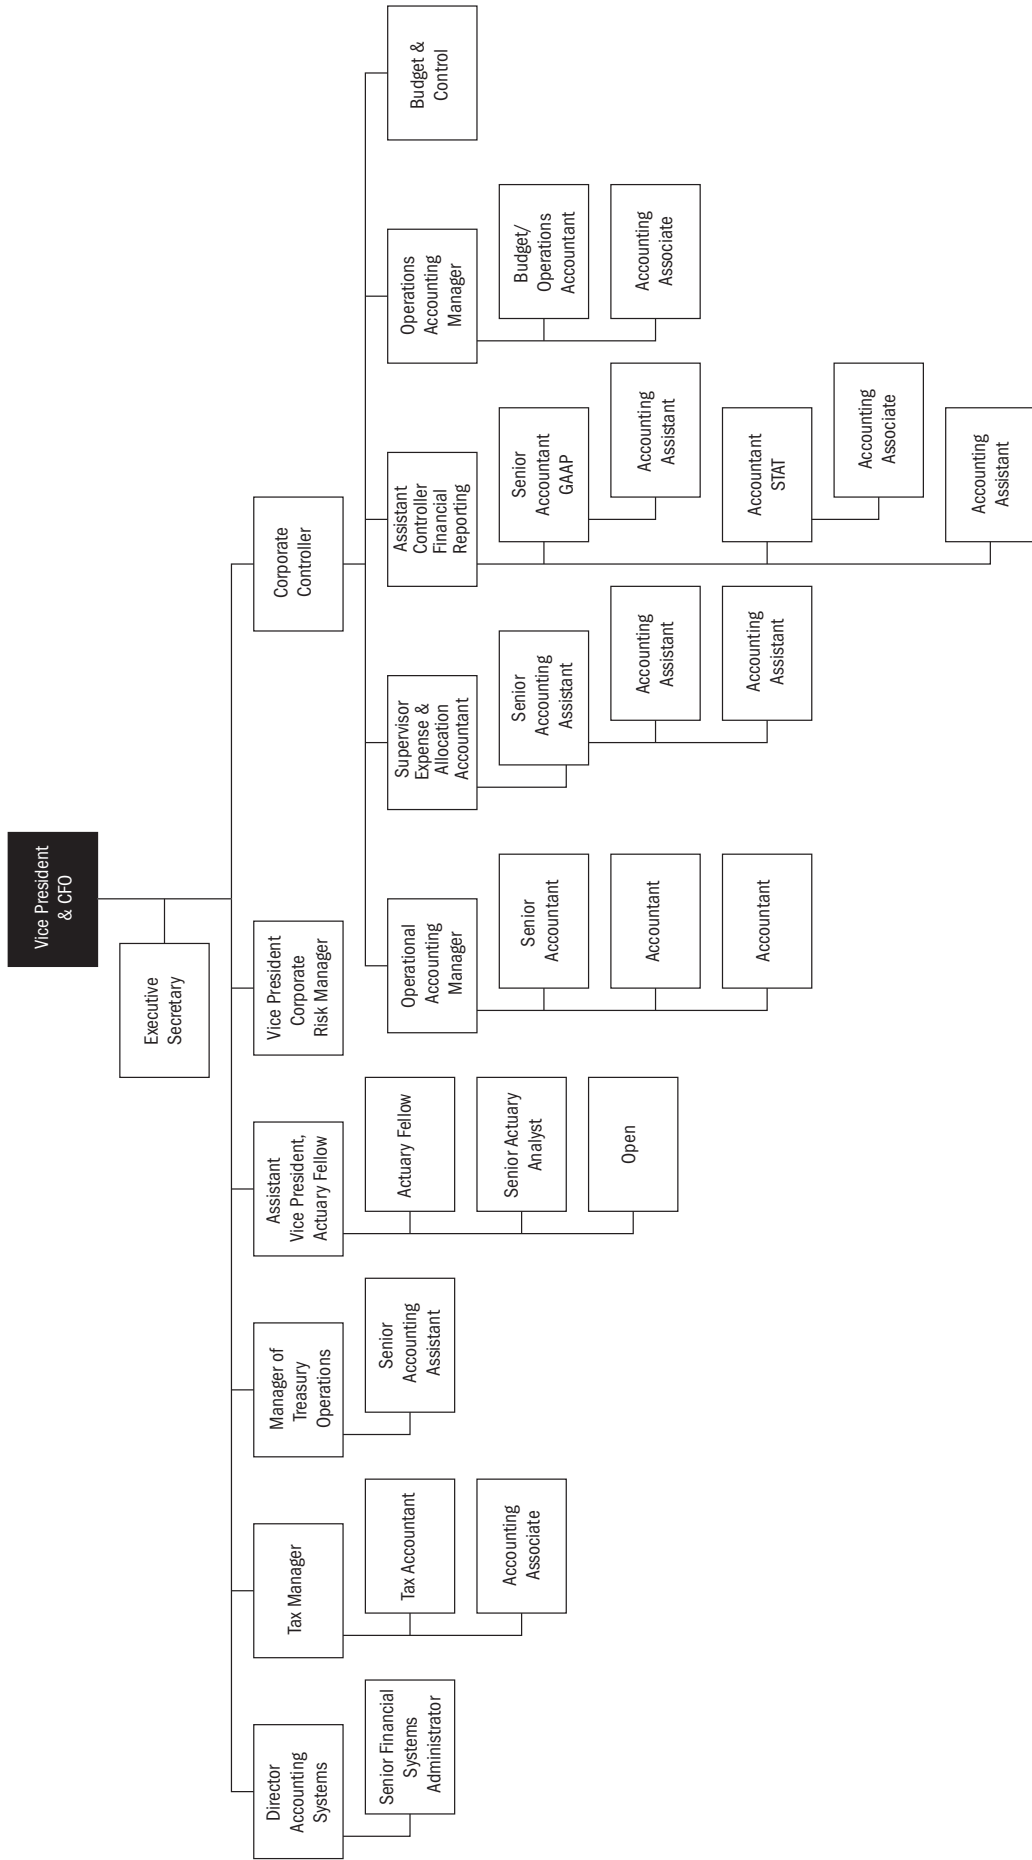 Vice President
& CFO
Executive
Secretary
Director
Accounting
Systems
Senior Financial
Systems
Administrator
Tax Manager
Tax Accountant
Accounting
Associate
Manager of
Treasury
Operations
Senior
Accounting
Assistant
Assistant
Vice President,
Actuary Fellow
Actuary Fellow
Senior Actuary
Analyst
Open
Vice President
Corporate
Risk Manager
Corporate
Controller
Operational
Accounting
Manager
Senior
Accountant
Accountant
Accountant
Supervisor
Expense &
Allocation
Accountant
Senior
Accounting
Assistant
Accounting
Assistant
Accounting
Assistant
Assistant
Controller
Financial
Reporting
Senior
Accountant
GAAP
Accounting
Assistant
Accountant
STAT
Accounting
Associate
Accounting
Assistant
Operations
Accounting
Manager
Budget/
Operations
Accountant
Accounting
Associate
Budget &
Control